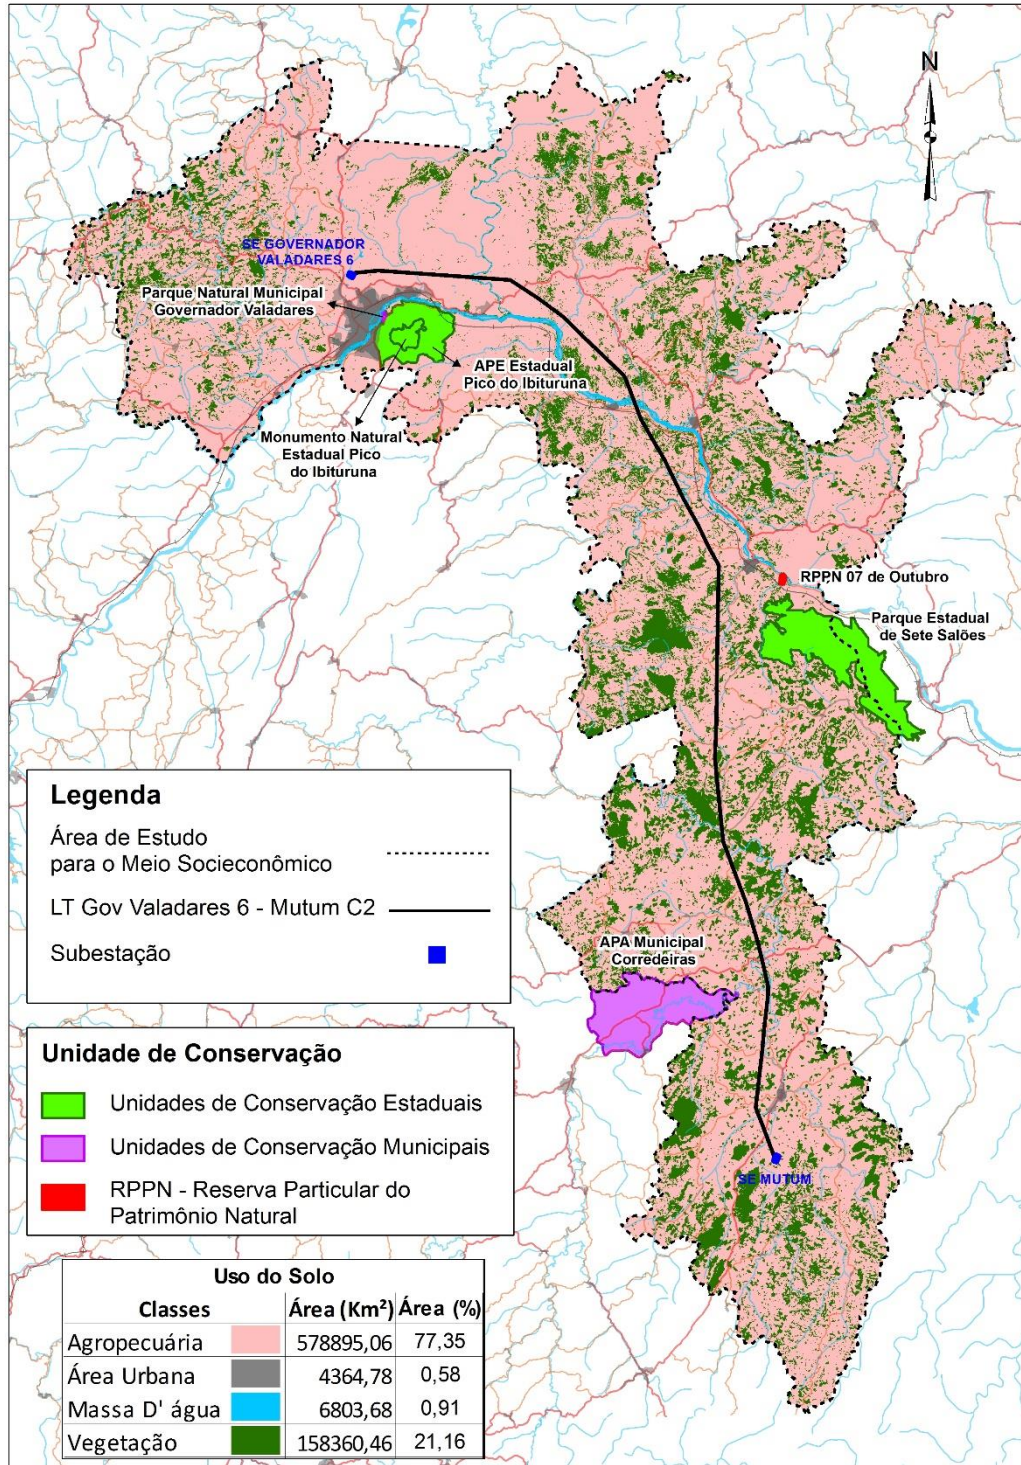 N
SE GOVERNADOR
VALADARES 6
Parque Natural Municipal
Governador Valadares
APE Estadual
Pico do Ibituruna
Monumento Natural
Estadual Pico
do Ibituruna
RPPN 07 de Outubro
Parque Estadual
de Sete Salões
APA Municipal
Corredeiras
SE MUTUM
Legenda
Área de Estudo
para o Meio Socieconômico
LT Gov Valadares 6 - Mutum C2
Subestação
Unidade de Conservação
Unidades de Conservação Estaduais
Unidades de Conservação Municipais
RPPN - Reserva Particular do
Patrimônio Natural
Uso do Solo
Classes Área (Km²) Área (%)
Agropecuária 578895,06 77,35
Área Urbana 4364,78 0,58
Massa D' água 6803,68 0,91
Vegetação 158360,46 21,16